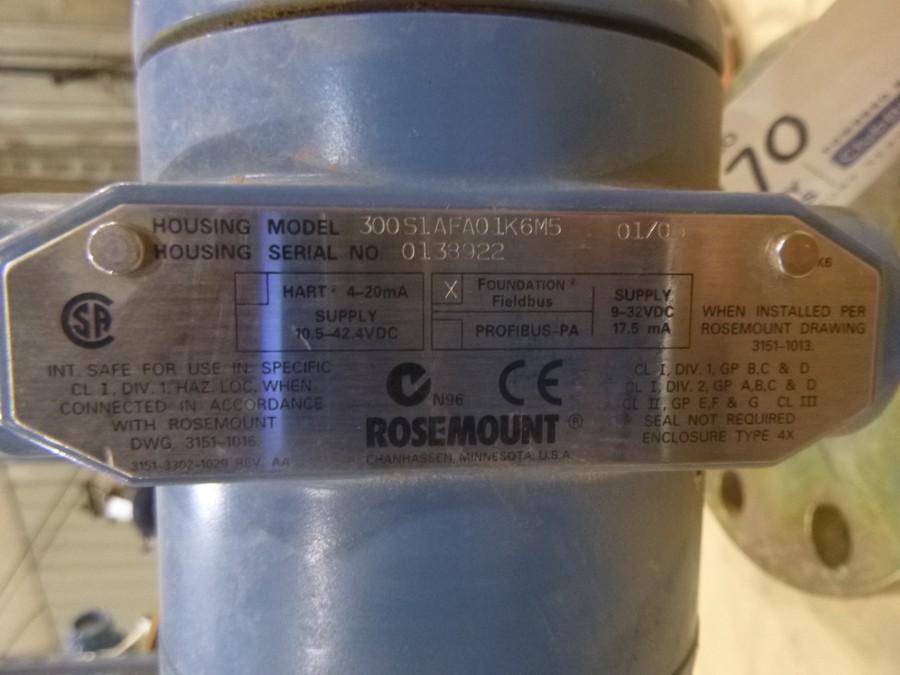 70
HOUSING MODEL 300S1AFA01K6M5 01/0
HOUSING SERIAL NO. 0138922
K6
HART® 4-20mA
SUPPLY
10.5-42.4VDC
X FOUNDATION®
Fieldbus
PROFIBUS-PA
SUPPLY
9-32VDC
17.5 mA
WHEN INSTALLED PER
ROSEMOUNT DRAWING
3151-1013.
INT. SAFE FOR USE IN SPECIFIC
CL I, DIV. 1, HAZ. LOC. WHEN
CONNECTED IN ACCORDANCE
WITH ROSEMOUNT
DWG. 3151-1016.
3151-3302-1029 REV. AA
N96
CE
ROSEMOUNT®
CHANHASSEN, MINNESOTA, U.S.A.
CL I, DIV. 1, GP B,C & D
CL I, DIV. 2, GP A,B,C & D
CL II, GP E,F & G CL III
SEAL NOT REQUIRED
ENCLOSURE TYPE 4X